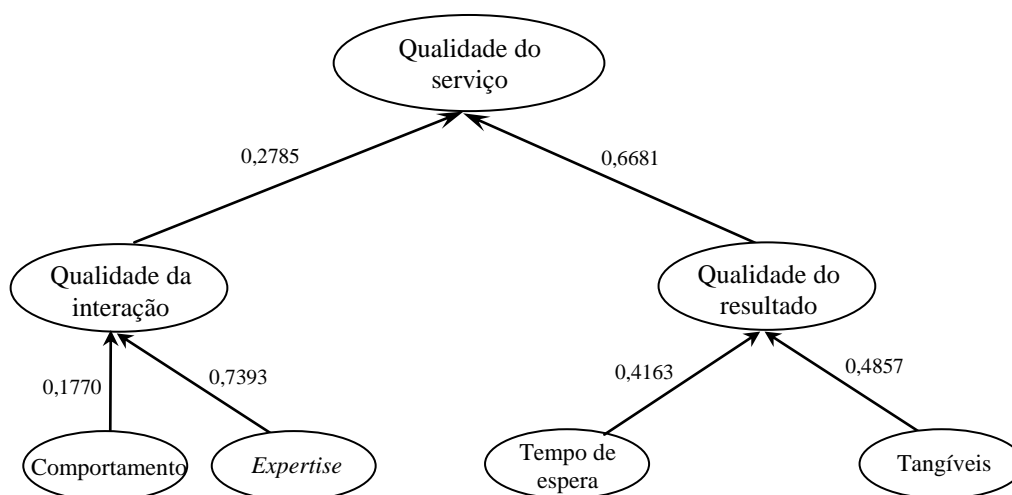 Qualidade do
serviço
0,2785
0,6681
Qualidade da
interação
Qualidade do
resultado
0,1770
0,7393
0,4163
0,4857
Comportamento
Expertise
Tempo de
espera
Tangíveis